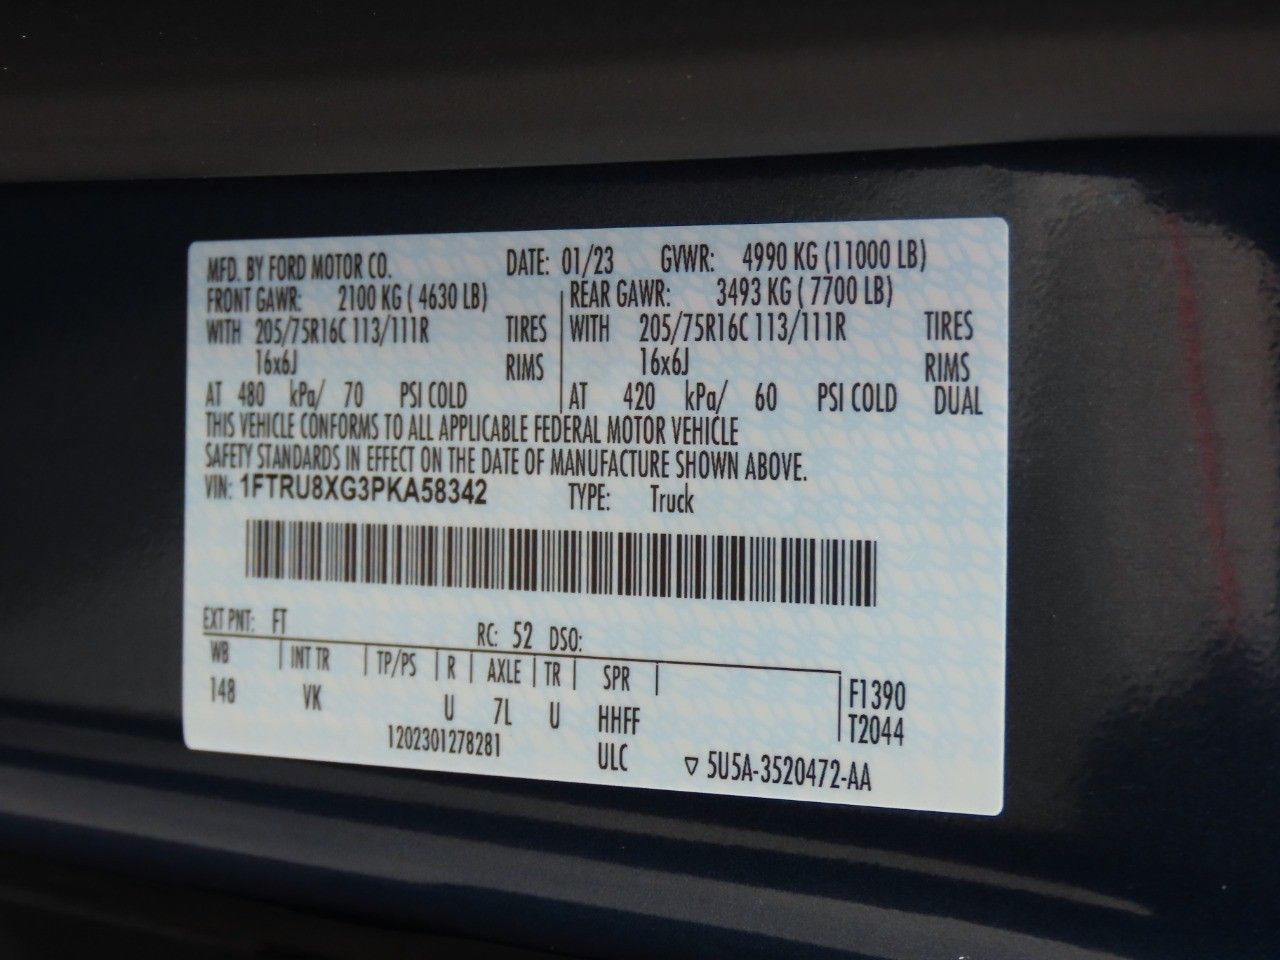 MFD. BY FORD MOTOR CO. DATE: 01/23 GVWR: 4990 KG (11000 LB)
FRONT GAWR: 2100 KG ( 4630 LB) REAR GAWR: 3493 KG ( 7700 LB)
WITH 205/75R16C 113/111R TIRES WITH 205/75R16C 113/111R TIRES
16x6J RIMS 16x6J RIMS
AT 480 kPa/ 70 PSI COLD AT 420 kPa/ 60 PSI COLD DUAL
THIS VEHICLE CONFORMS TO ALL APPLICABLE FEDERAL MOTOR VEHICLE
SAFETY STANDARDS IN EFFECT ON THE DATE OF MANUFACTURE SHOWN ABOVE.
VIN: 1FTRU8XG3PKA58342 TYPE: Truck
EXT PNT: FT RC: 52 DSO:
WB INT TR TP/PS R AXLE TR SPR F1390
148 VK U 7L U HHFF T2044
1202301278281 ULC ▽ 5U5A-3520472-AA